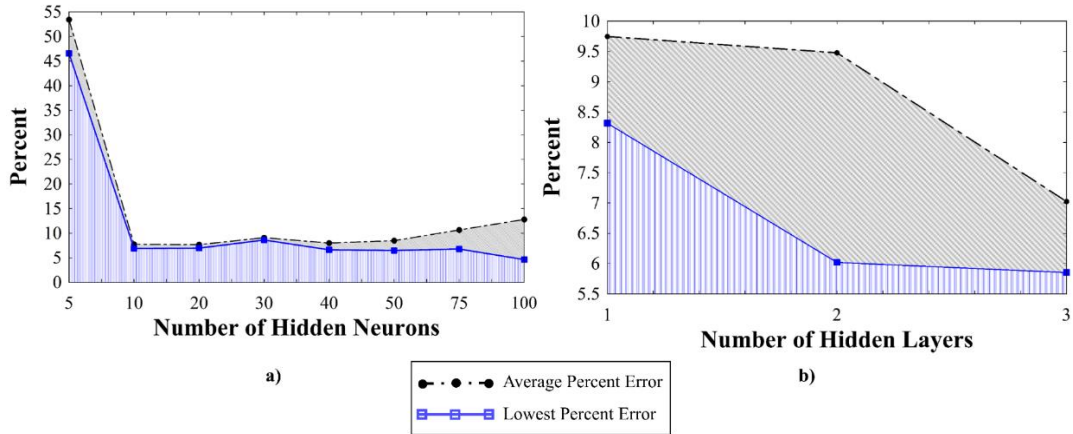 55
50
45
40
35
30
25
20
15
10
5
0
Percent
5 10 20 30 40 50 75 100
Number of Hidden Neurons
a)
10
9.5
9
8.5
8
7.5
7
6.5
6
5.5
Percent
1 2 3
Number of Hidden Layers
b)
Average Percent Error
Lowest Percent Error